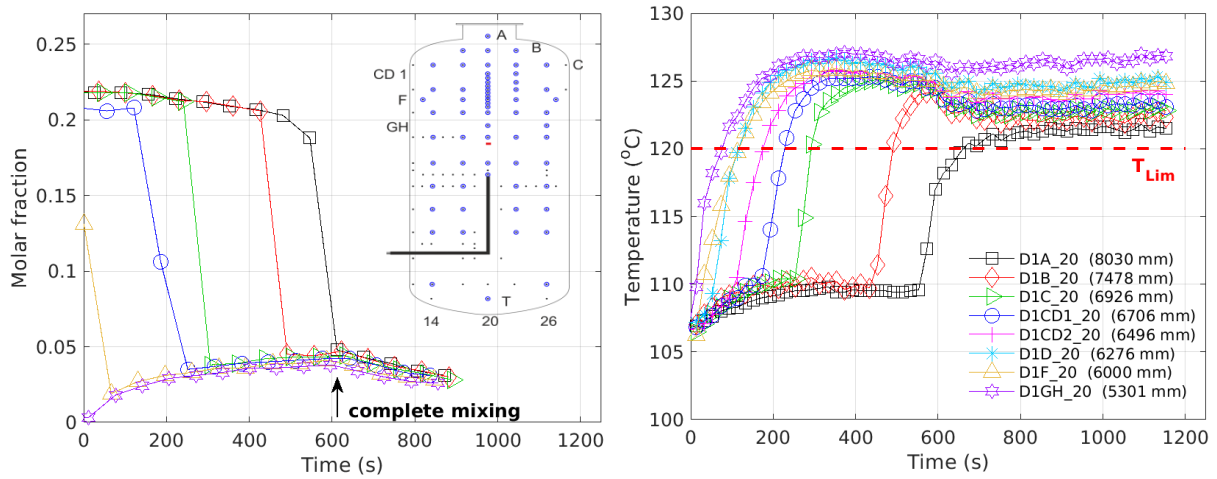 0.25
0.2
0.15
0.1
0.05
0
0 200 400 600 800 1000 1200
Molar fraction
Time (s)
complete mixing
A
B
C
CD 1
F
GH
T
14 20 26
130
125
120
115
110
105
100
0 200 400 600 800 1000 1200
Temperature (°C)
Time (s)
TLim
D1A_20 (8030 mm)
D1B_20 (7478 mm)
D1C_20 (6926 mm)
D1CD1_20 (6706 mm)
D1CD2_20 (6496 mm)
D1D_20 (6276 mm)
D1F_20 (6000 mm)
D1GH_20 (5301 mm)